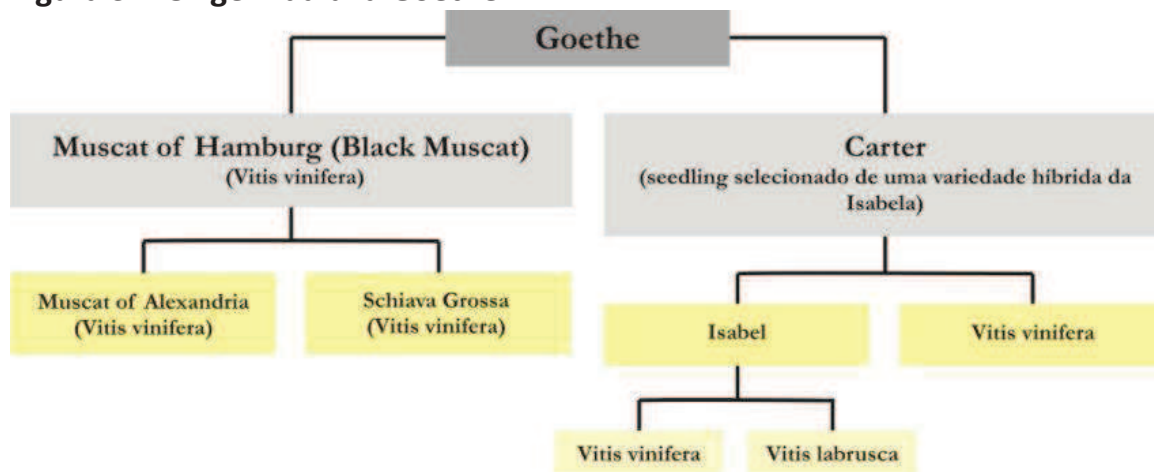 Goethe
Muscat of Hamburg (Black Muscat)
(Vitis vinifera)
Carter
(seedling selecionado de uma variedade híbrida da
Isabela)
Muscat of Alexandria
(Vitis vinifera)
Schiava Grossa
(Vitis vinifera)
Isabel
Vitis vinifera
Vitis vinifera
Vitis labrusca